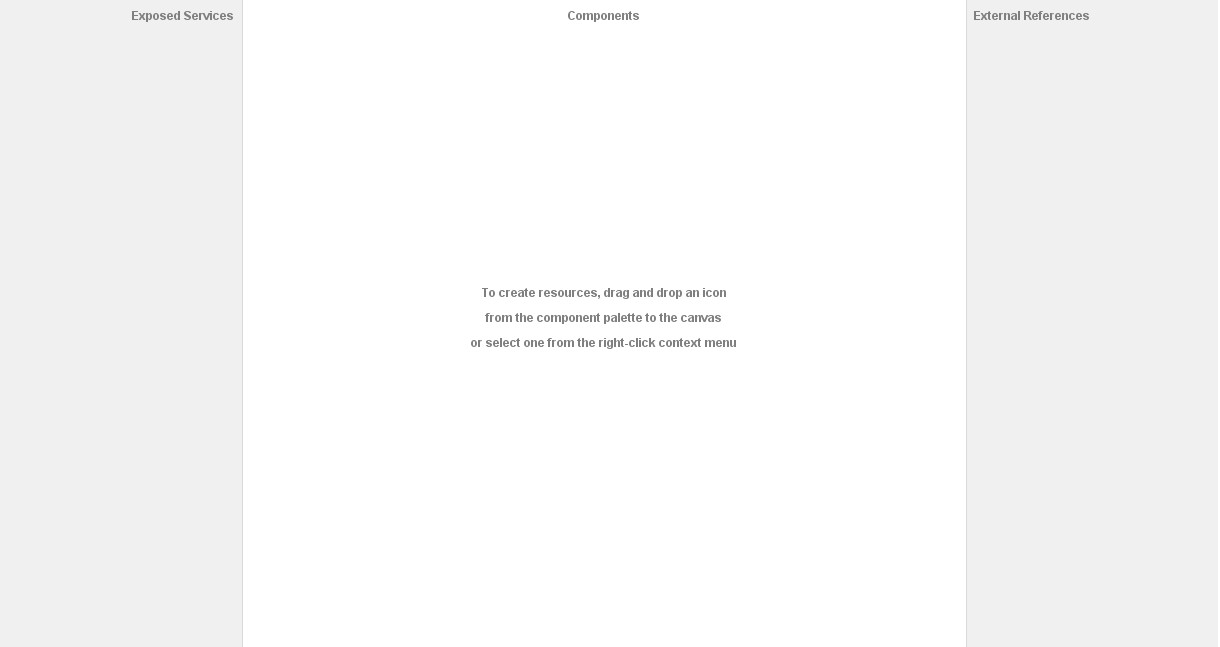 Exposed Services
Components
External References
To create resources, drag and drop an icon
from the component palette to the canvas
or select one from the right-click context menu